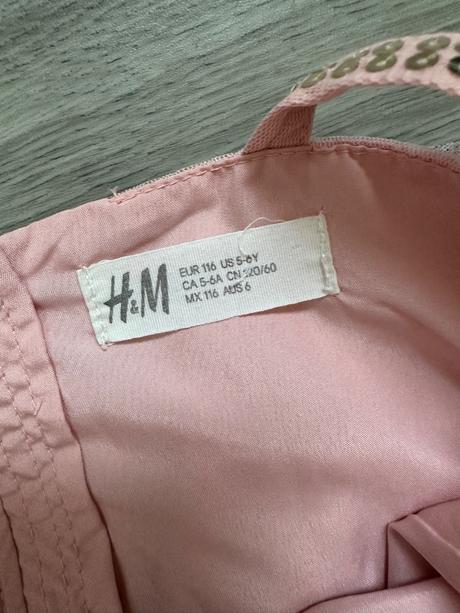 H&M
EUR 116 US 5-6Y
CA 5-6A CN 120/60
MX 116 AUS 6